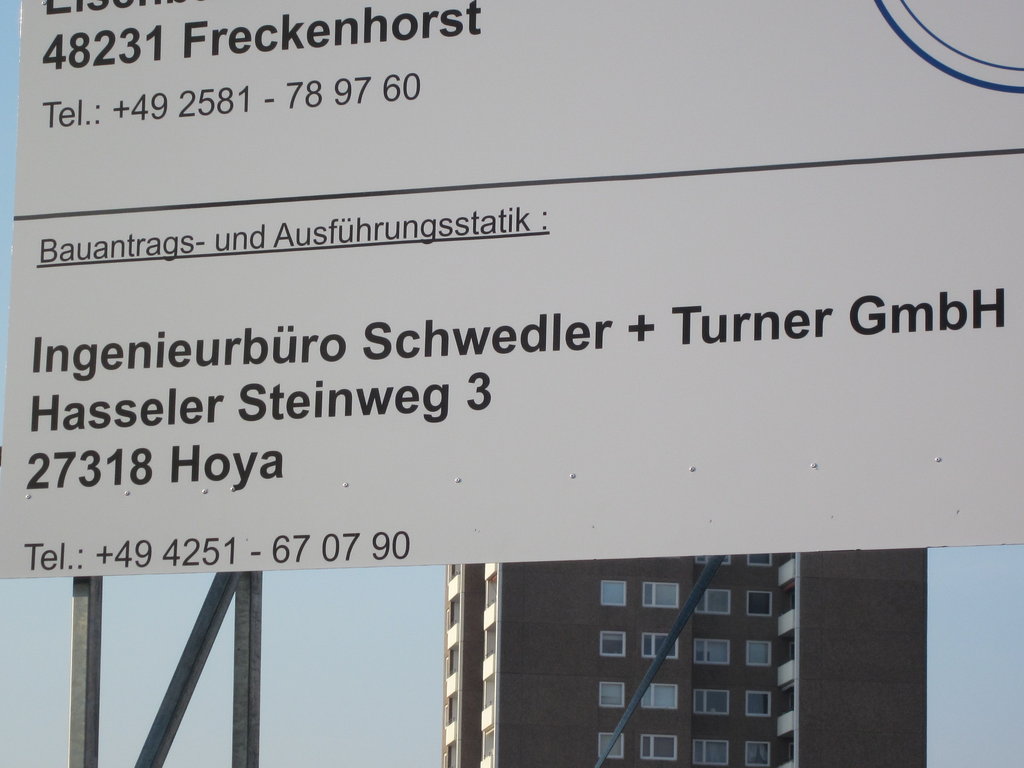 48231 Freckenhorst
Tel.: +49 2581 - 78 97 60
Bauantrags- und Ausführungsstatik :
Ingenieurbüro Schwedler + Turner GmbH
Hasseler Steinweg 3
27318 Hoya
Tel.: +49 4251 - 67 07 90